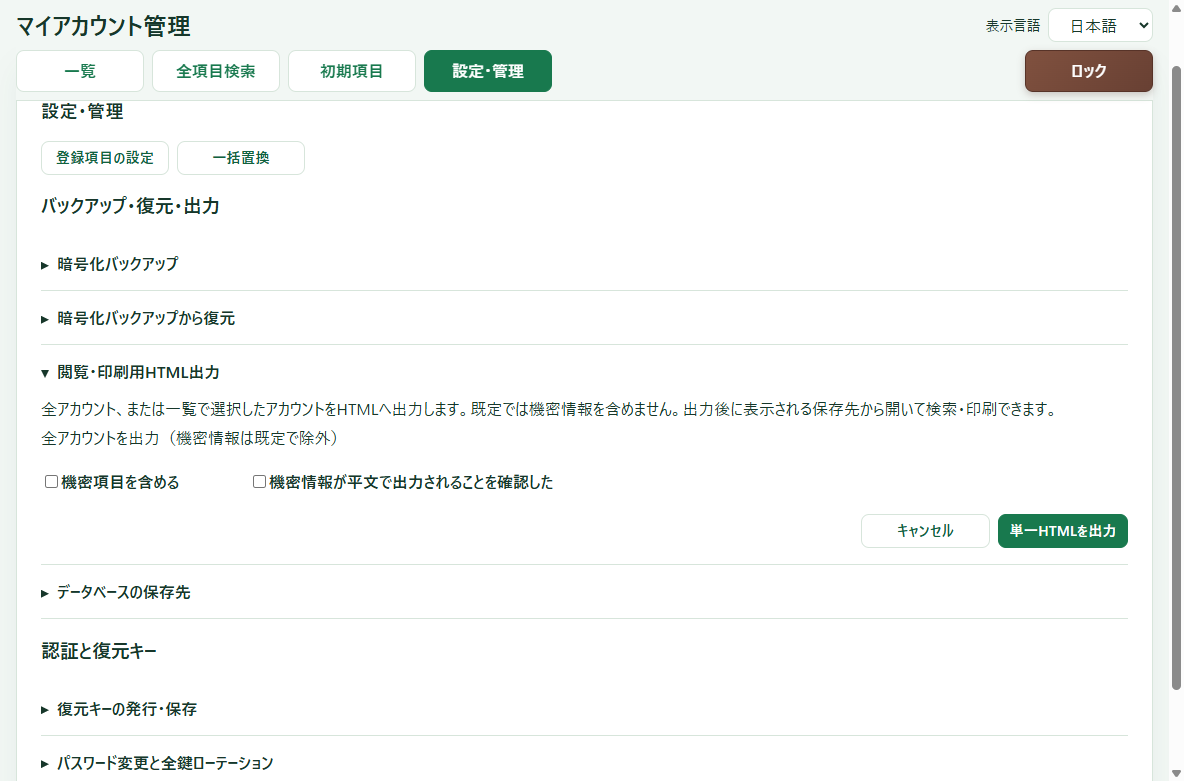 マイアカウント管理
表示言語 日本語
一覧 全項目検索 初期項目 設定・管理 ロック
設定・管理
登録項目の設定 一括置換
バックアップ・復元・出力
▶ 暗号化バックアップ
▶ 暗号化バックアップから復元
▼ 閲覧・印刷用HTML出力
全アカウント、または一覧で選択したアカウントをHTMLへ出力します。既定では機密情報を含めません。出力後に表示される保存先から開いて検索・印刷できます。
全アカウントを出力（機密情報は既定で除外）
機密項目を含める 機密情報が平文で出力されることを確認した
キャンセル 単一HTMLを出力
▶ データベースの保存先
認証と復元キー
▶ 復元キーの発行・保存
▶ パスワード変更と全鍵ローテーション